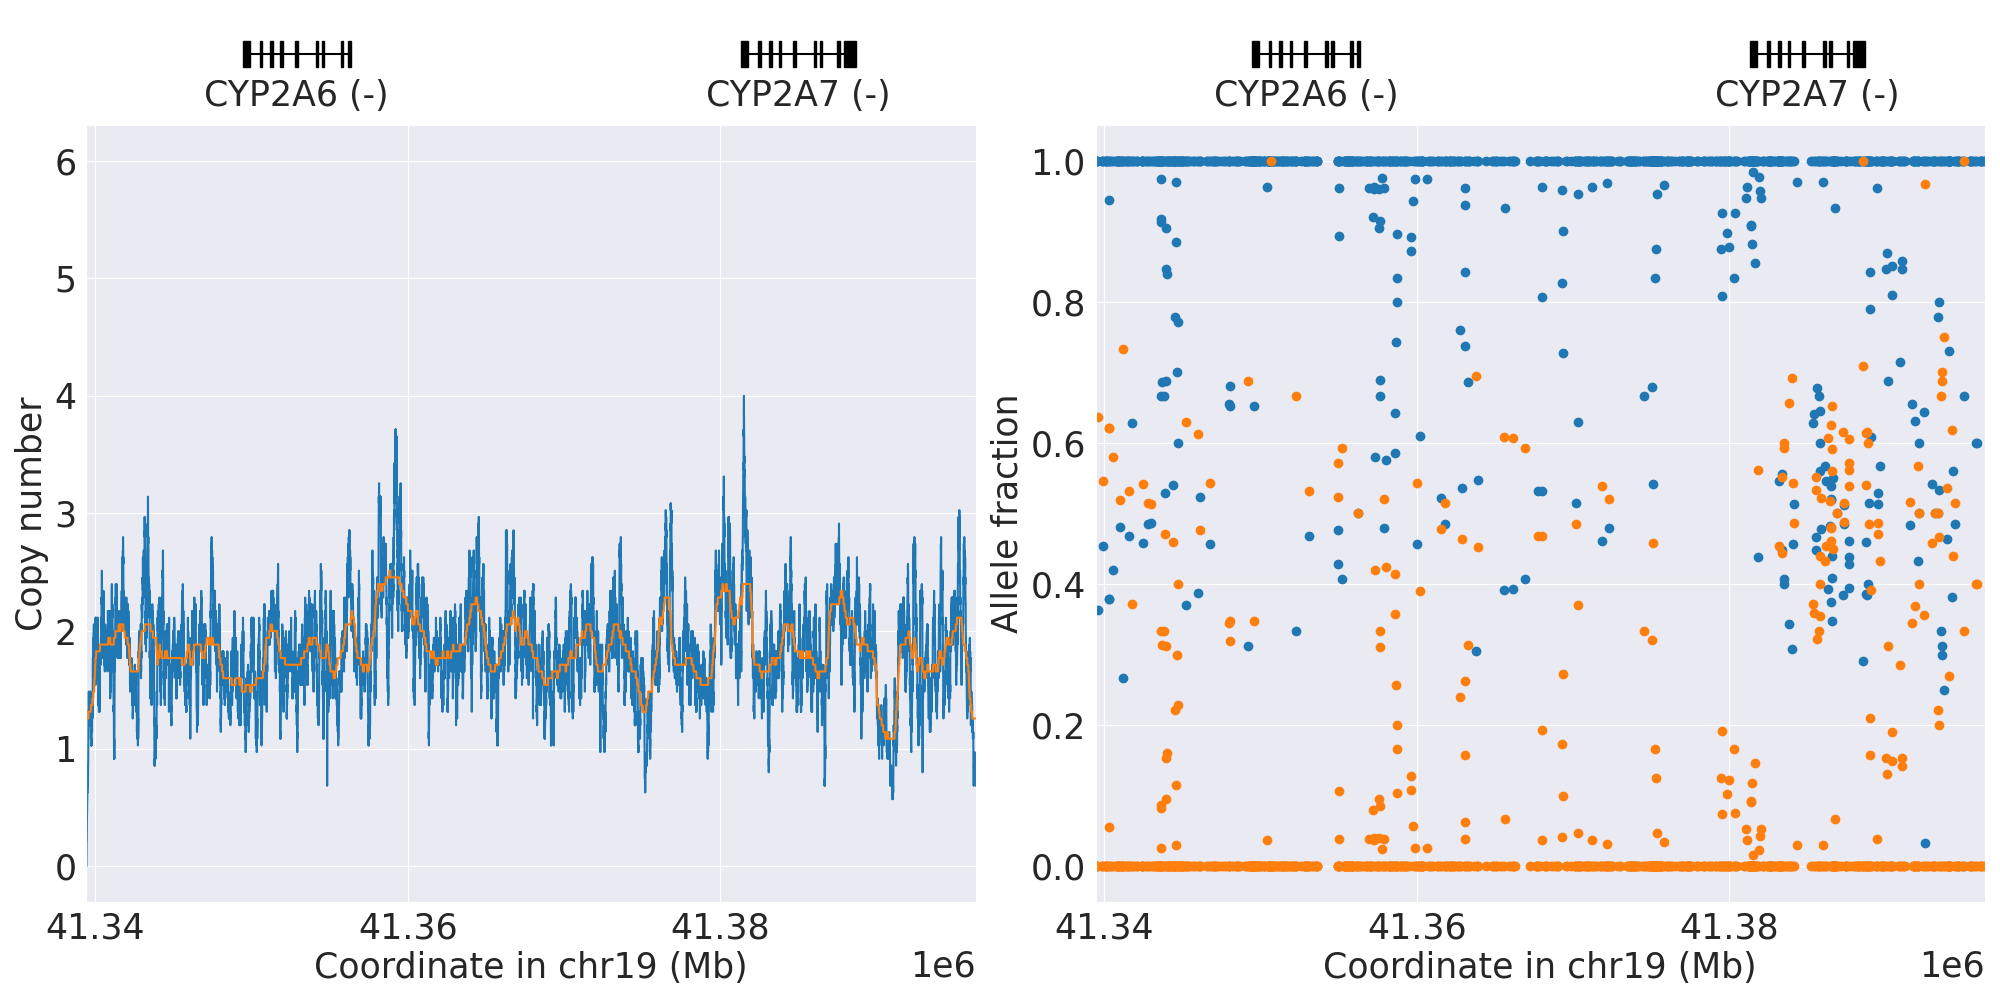 CYP2A6 (-) CYP2A7 (-)
6
5
4
3
2
1
0
Copy number
41.34 41.36 41.38
Coordinate in chr19 (Mb) 1e6
CYP2A6 (-) CYP2A7 (-)
1.0
0.8
0.6
0.4
0.2
0.0
Allele fraction
41.34 41.36 41.38
Coordinate in chr19 (Mb) 1e6